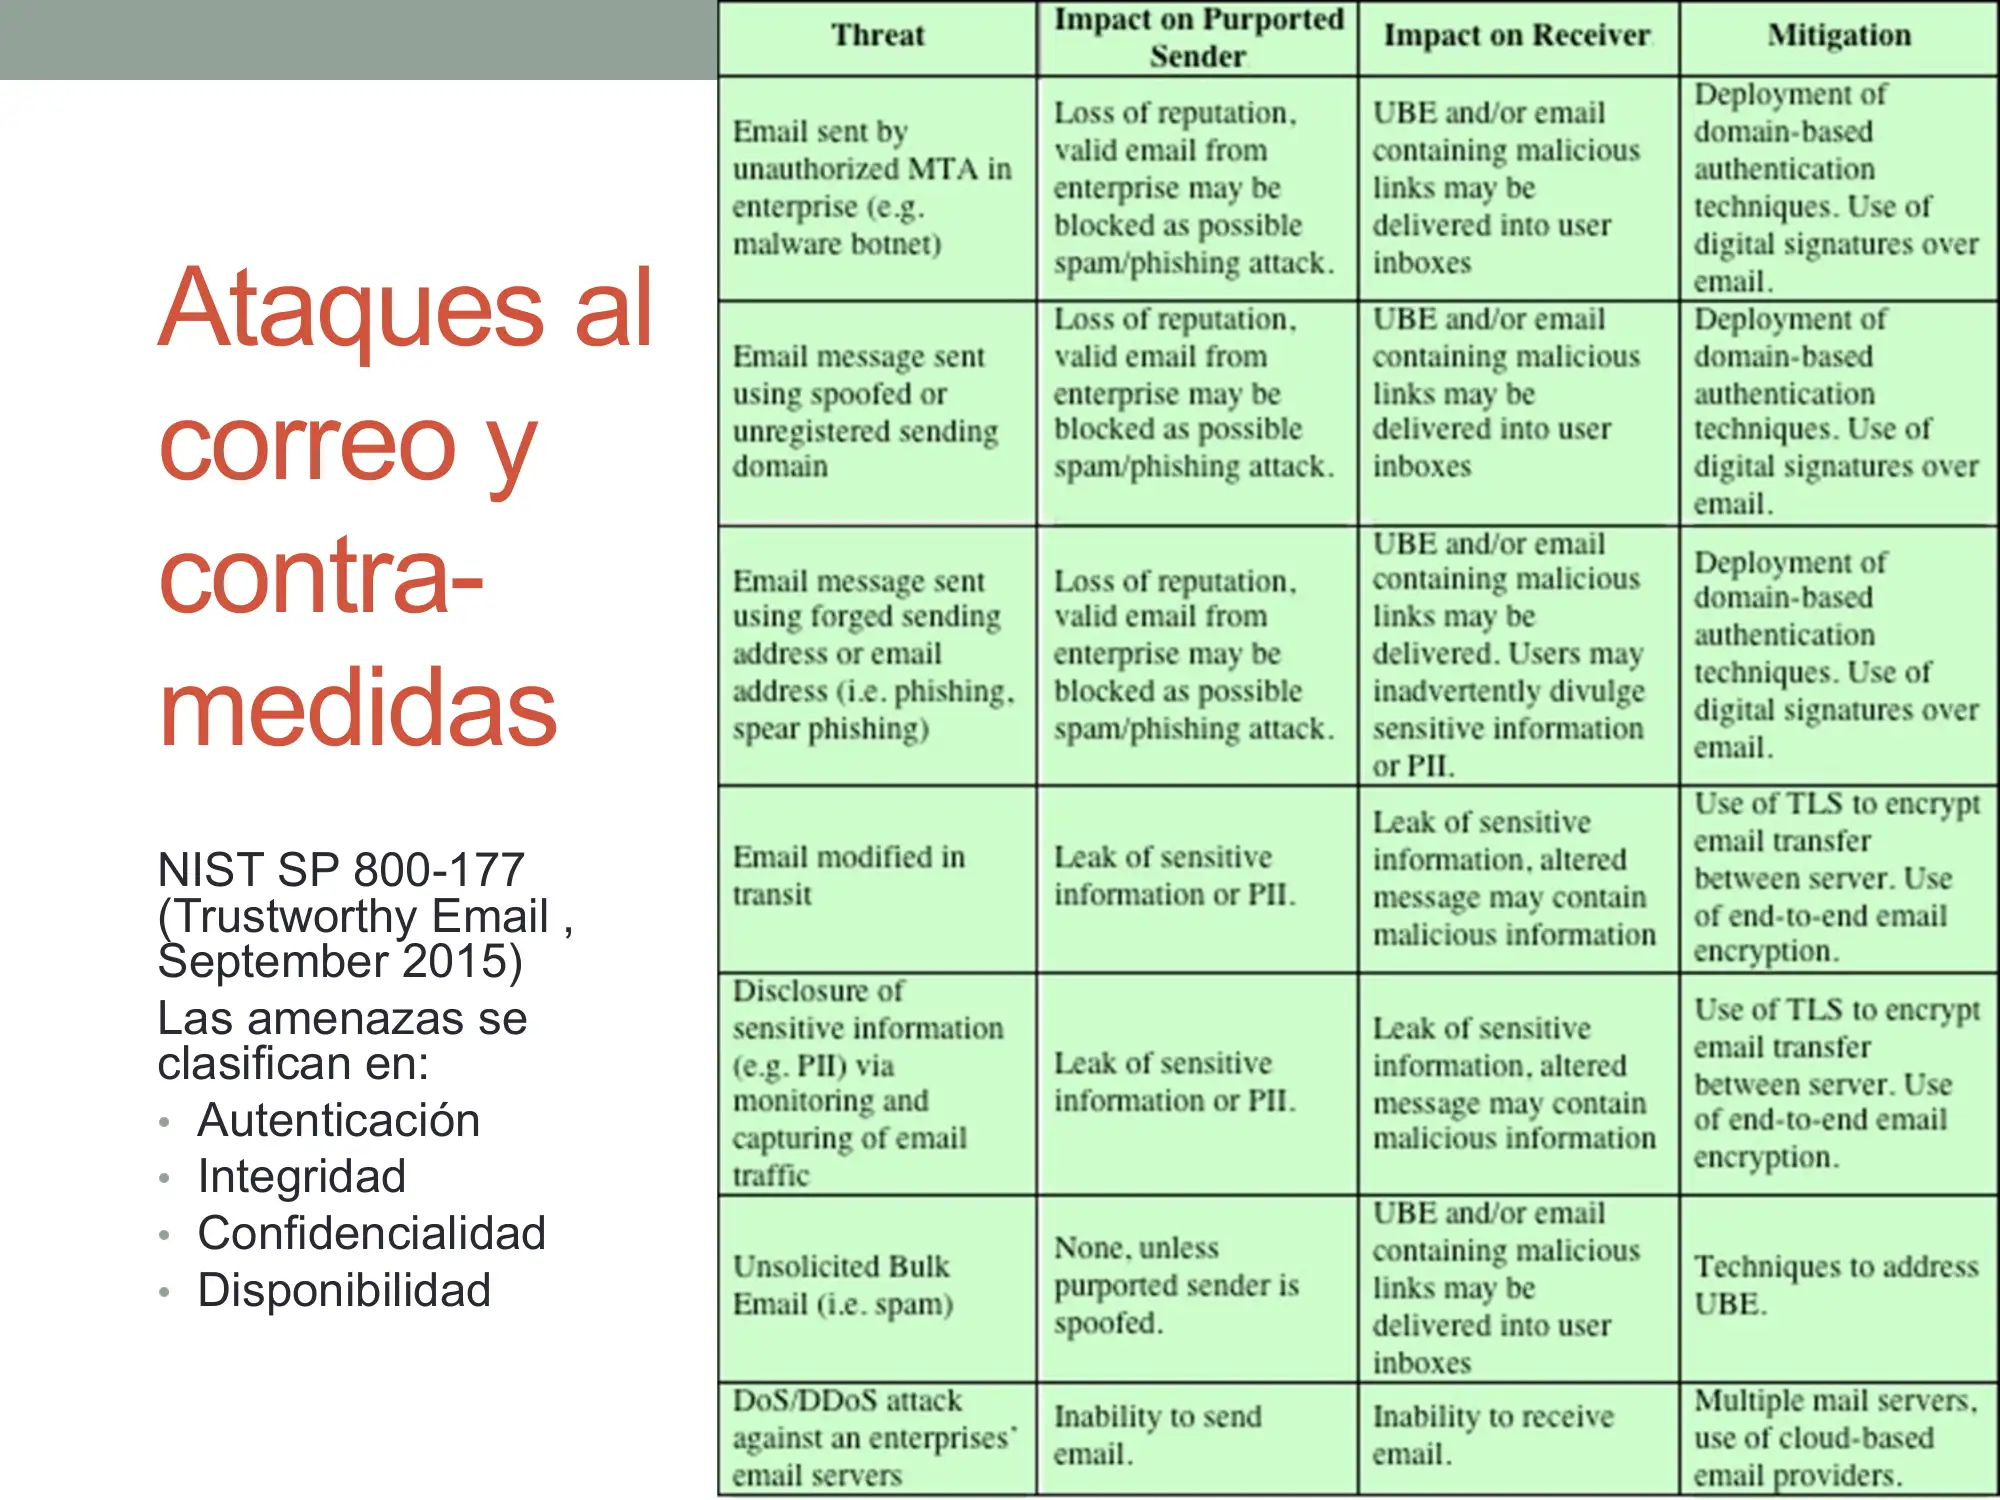 Ataques al
correo y
contra-
medidas
NIST SP 800-177
(Trustworthy Email ,
September 2015)
Las amenazas se
clasifican en:
• Autenticación
• Integridad
• Confidencialidad
• Disponibilidad
Threat
Impact on Purported
Sender
Impact on Receiver
Mitigation
Email sent by
unauthorized MTA in
enterprise (e.g.
malware botnet)
Loss of reputation,
valid email from
enterprise may be
blocked as possible
spam/phishing attack.
UBE and/or email
containing malicious
links may be
delivered into user
inboxes
Deployment of
domain-based
authentication
techniques. Use of
digital signatures over
email.
Email message sent
using spoofed or
unregistered sending
domain
Loss of reputation,
valid email from
enterprise may be
blocked as possible
spam/phishing attack.
UBE and/or email
containing malicious
links may be
delivered into user
inboxes
Deployment of
domain-based
authentication
techniques. Use of
digital signatures over
email.
Email message sent
using forged sending
address or email
address (i.e. phishing,
spear phishing)
Loss of reputation,
valid email from
enterprise may be
blocked as possible
spam/phishing attack.
UBE and/or email
containing malicious
links may be
delivered. Users may
inadvertently divulge
sensitive information
or PII.
Deployment of
domain-based
authentication
techniques. Use of
digital signatures over
email.
Email modified in
transit
Leak of sensitive
information or PII.
Leak of sensitive
information, altered
message may contain
malicious information
Use of TLS to encrypt
email transfer
between server. Use
of end-to-end email
encryption.
Disclosure of
sensitive information
(e.g. PII) via
monitoring and
capturing of email
traffic
Leak of sensitive
information or PII.
Leak of sensitive
information, altered
message may contain
malicious information
Use of TLS to encrypt
email transfer
between server. Use
of end-to-end email
encryption.
Unsolicited Bulk
Email (i.e. spam)
None, unless
purported sender is
spoofed.
UBE and/or email
containing malicious
links may be
delivered into user
inboxes
Techniques to address
UBE.
DoS/DDoS attack
against an enterprises'
email servers
Inability to send
email.
Inability to receive
email.
Multiple mail servers,
use of cloud-based
email providers.